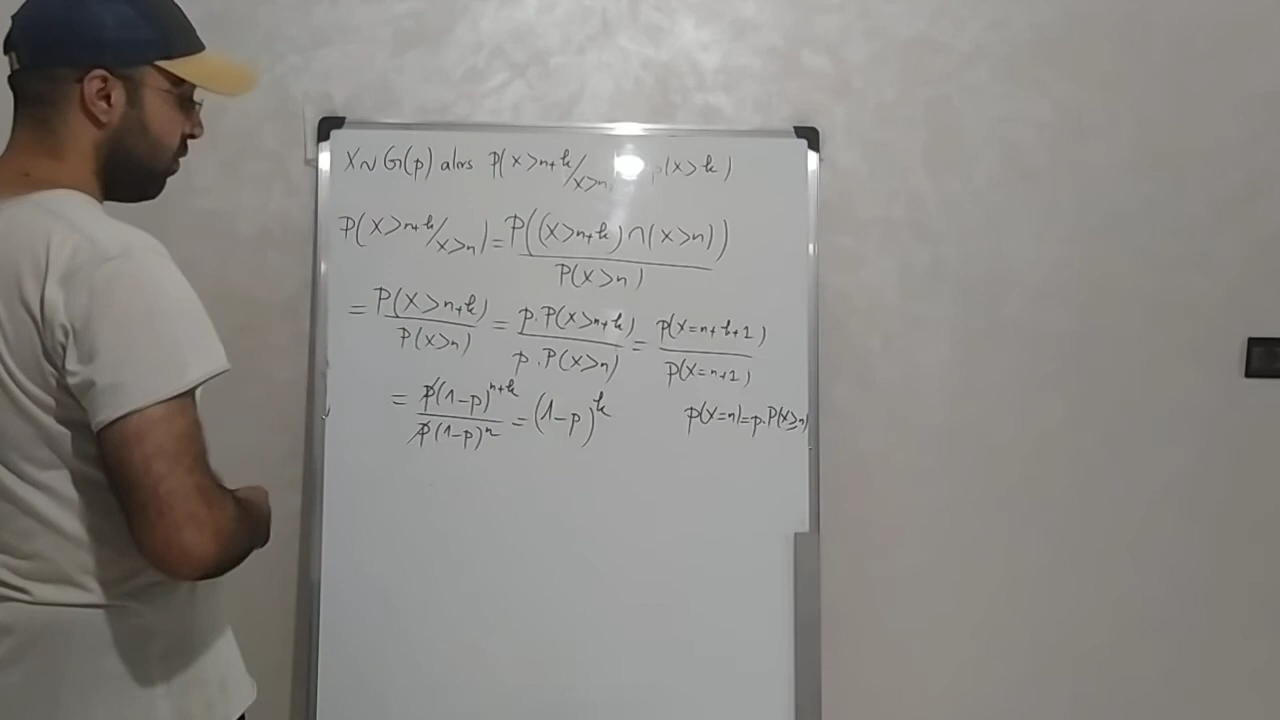 X~G(p) alors P(X>n+k/X>n) p(X>k)
P(X>n+k/X>n) = P((X>n+k)∩(X>n))/P(X>n)
= P(X>n+k)/P(X>n) = p.P(X>n+k)/p.P(X>n) = p(X=n+k+1)/p(X=n+1)
= p(1-p)^{n+k}/p(1-p)^n = (1-p)^k p(X=n)=p.P(X≥n)